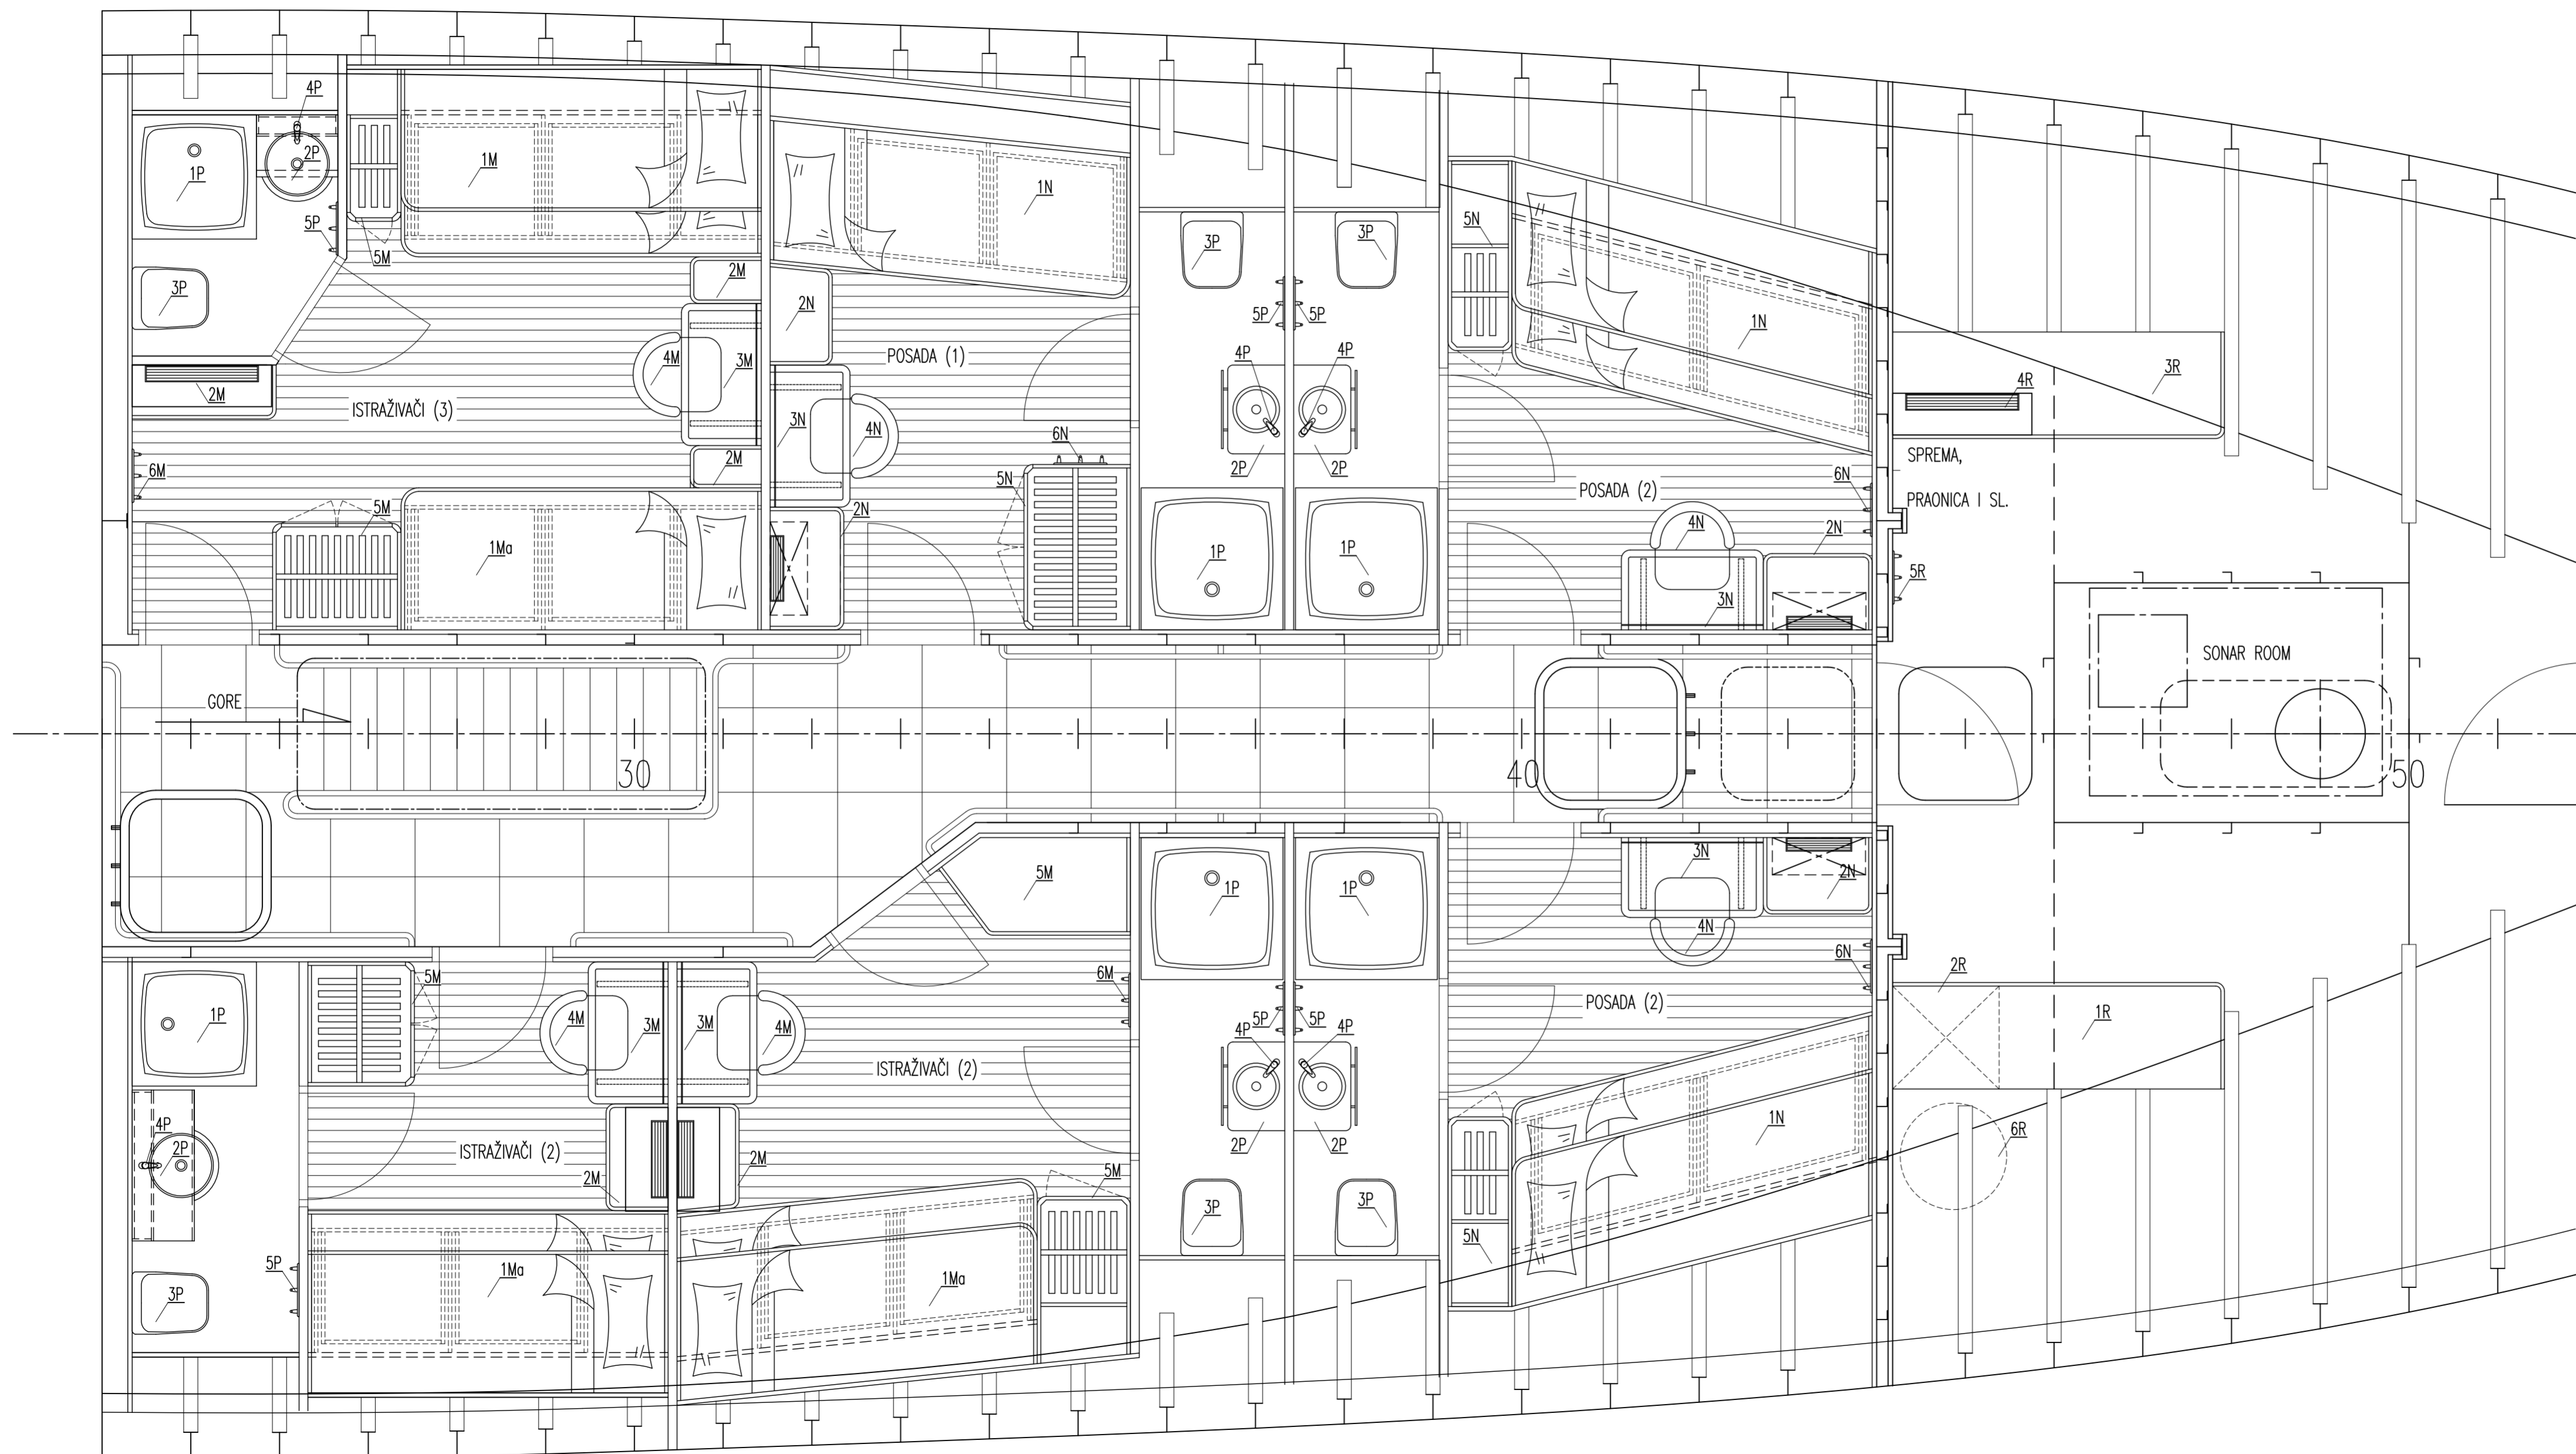 4P
2P
1P
1M
1N
5P
5M
5N
3P
3P
3P
2M
2N
5P
5P
1N
4M
3M
POSADA (1)
4P
4P
3R
4R
2M
ISTRAŽIVAČI (3)
3N
4N
6N
2P
2P
SPREMA,
PRAONICA I SL.
6M
2M
5N
POSADA (2)
6N
5M
2N
4N
2N
1Ma
1P
1P
5R
3N
SONAR ROOM
GORE
30
40
50
5M
1P
1P
3N
2N
4N
5M
6M
6N
2R
1P
4M
3M
3M
4M
5P
5P
POSADA (2)
1R
ISTRAŽIVAČI (2)
4P
4P
4P
2P
ISTRAŽIVAČI (2)
2M
2M
5M
2P
2P
1N
6R
3P
3P
5N
5P
1Ma
1Ma
3P